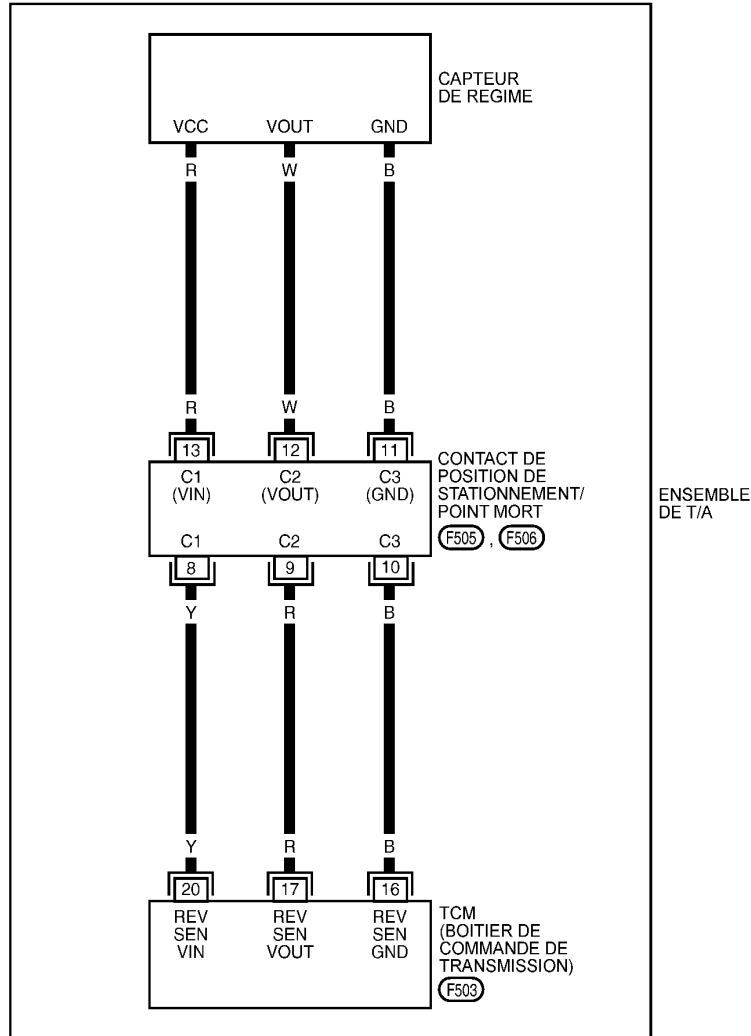 CAPTEUR
DE REGIME
VCC VOUT GND
R W B
R W B
13 12 11
C1 C2 C3
(VIN) (VOUT) (GND)
CONTACT DE
POSITION DE
STATIONNEMENT/
POINT MORT
F505 , F506
ENSEMBLE
DE T/A
C1 C2 C3
8 9 10
Y R B
Y R B
20 17 16
REV REV REV
SEN SEN SEN
VIN VOUT GND
TCM
(BOITIER DE
COMMANDE DE
TRANSMISSION)
F503